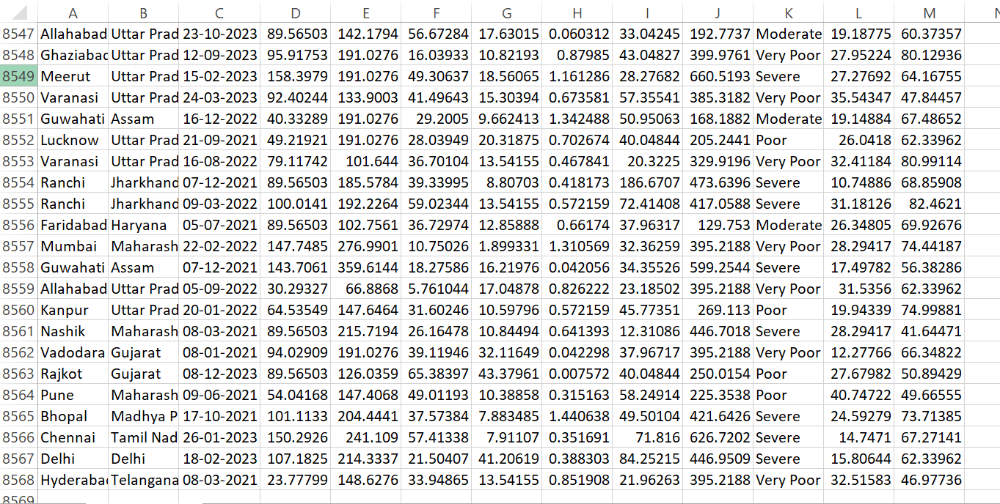 A B C D E F G H I J K L M N
8547 Allahabad Uttar Prad 23-10-2023 89.56503 142.1794 56.67284 17.63015 0.060312 33.04245 192.7737 Moderate 19.18775 60.37357
8548 Ghaziabac Uttar Prad 12-09-2023 95.91753 191.0276 16.03933 10.82193 0.87985 43.04827 399.9761 Very Poor 27.95224 80.12936
8549 Meerut Uttar Prad 15-02-2023 158.3979 191.0276 49.30637 18.56065 1.161286 28.27682 660.5193 Severe 27.27692 64.16755
8550 Varanasi Uttar Prad 24-03-2023 92.40244 133.9003 41.49643 15.30394 0.673581 57.35541 385.3182 Very Poor 35.54347 47.84457
8551 Guwahati Assam 16-12-2022 40.33289 191.0276 29.2005 9.662413 1.342488 50.95063 168.1882 Moderate 19.14884 67.48652
8552 Lucknow Uttar Prad 21-09-2021 49.21921 191.0276 28.03949 20.31875 0.702674 40.04844 205.2441 Poor 26.0418 62.33962
8553 Varanasi Uttar Prad 16-08-2022 79.11742 101.644 36.70104 13.54155 0.467841 20.3225 329.9196 Very Poor 32.41184 80.99114
8554 Ranchi Jharkhand 07-12-2021 89.56503 185.5784 39.33995 8.80703 0.418173 186.6707 473.6396 Severe 10.74886 68.85908
8555 Ranchi Jharkhand 09-03-2022 100.0141 192.2264 59.02344 13.54155 0.572159 72.41408 417.0588 Severe 31.18126 82.4621
8556 Faridabad Haryana 05-07-2021 89.56503 102.7561 36.72974 12.85888 0.66174 37.96317 129.753 Moderate 26.34805 69.92676
8557 Mumbai Maharash 22-02-2022 147.7485 276.9901 10.75026 1.899331 1.310569 32.36259 395.2188 Very Poor 28.29417 74.44187
8558 Guwahati Assam 07-12-2021 143.7061 359.6144 18.27586 16.21976 0.042056 34.35526 599.2544 Severe 17.49782 56.38286
8559 Allahabad Uttar Prad 05-09-2022 30.29327 66.8868 5.761044 17.04878 0.826222 23.18502 395.2188 Very Poor 31.5356 62.33962
8560 Kanpur Uttar Prad 20-01-2022 64.53549 147.6464 31.60246 10.59796 0.572159 45.77351 269.113 Poor 19.94339 74.99881
8561 Nashik Maharash 08-03-2021 89.56503 215.7194 26.16478 10.84494 0.641393 12.31086 446.7018 Severe 28.29417 41.64471
8562 Vadodara Gujarat 08-01-2021 94.02909 191.0276 39.11946 32.11649 0.042298 37.96717 395.2188 Very Poor 12.27766 66.34822
8563 Rajkot Gujarat 08-12-2023 89.56503 126.0359 65.38397 43.37961 0.007572 40.04844 250.0154 Poor 27.67982 50.89429
8564 Pune Maharash 09-06-2021 54.04168 147.4068 49.01193 10.38858 0.315163 58.24914 225.3538 Poor 40.74722 49.66555
8565 Bhopal Madhya P 17-10-2021 101.1133 204.4441 37.57384 7.883485 1.440638 49.50104 421.6426 Severe 24.59279 73.71385
8566 Chennai Tamil Nad 26-01-2023 150.2926 241.109 57.41338 7.91107 0.351691 71.816 626.7202 Severe 14.7471 67.27141
8567 Delhi Delhi 18-02-2023 107.1825 214.3337 21.50407 41.20619 0.388303 84.25215 446.9509 Severe 15.80644 62.33962
8568 Hyderaba Telangana 08-03-2021 23.77799 148.6276 33.94865 13.54155 0.851908 21.96263 395.2188 Very Poor 32.51583 46.97736
8569